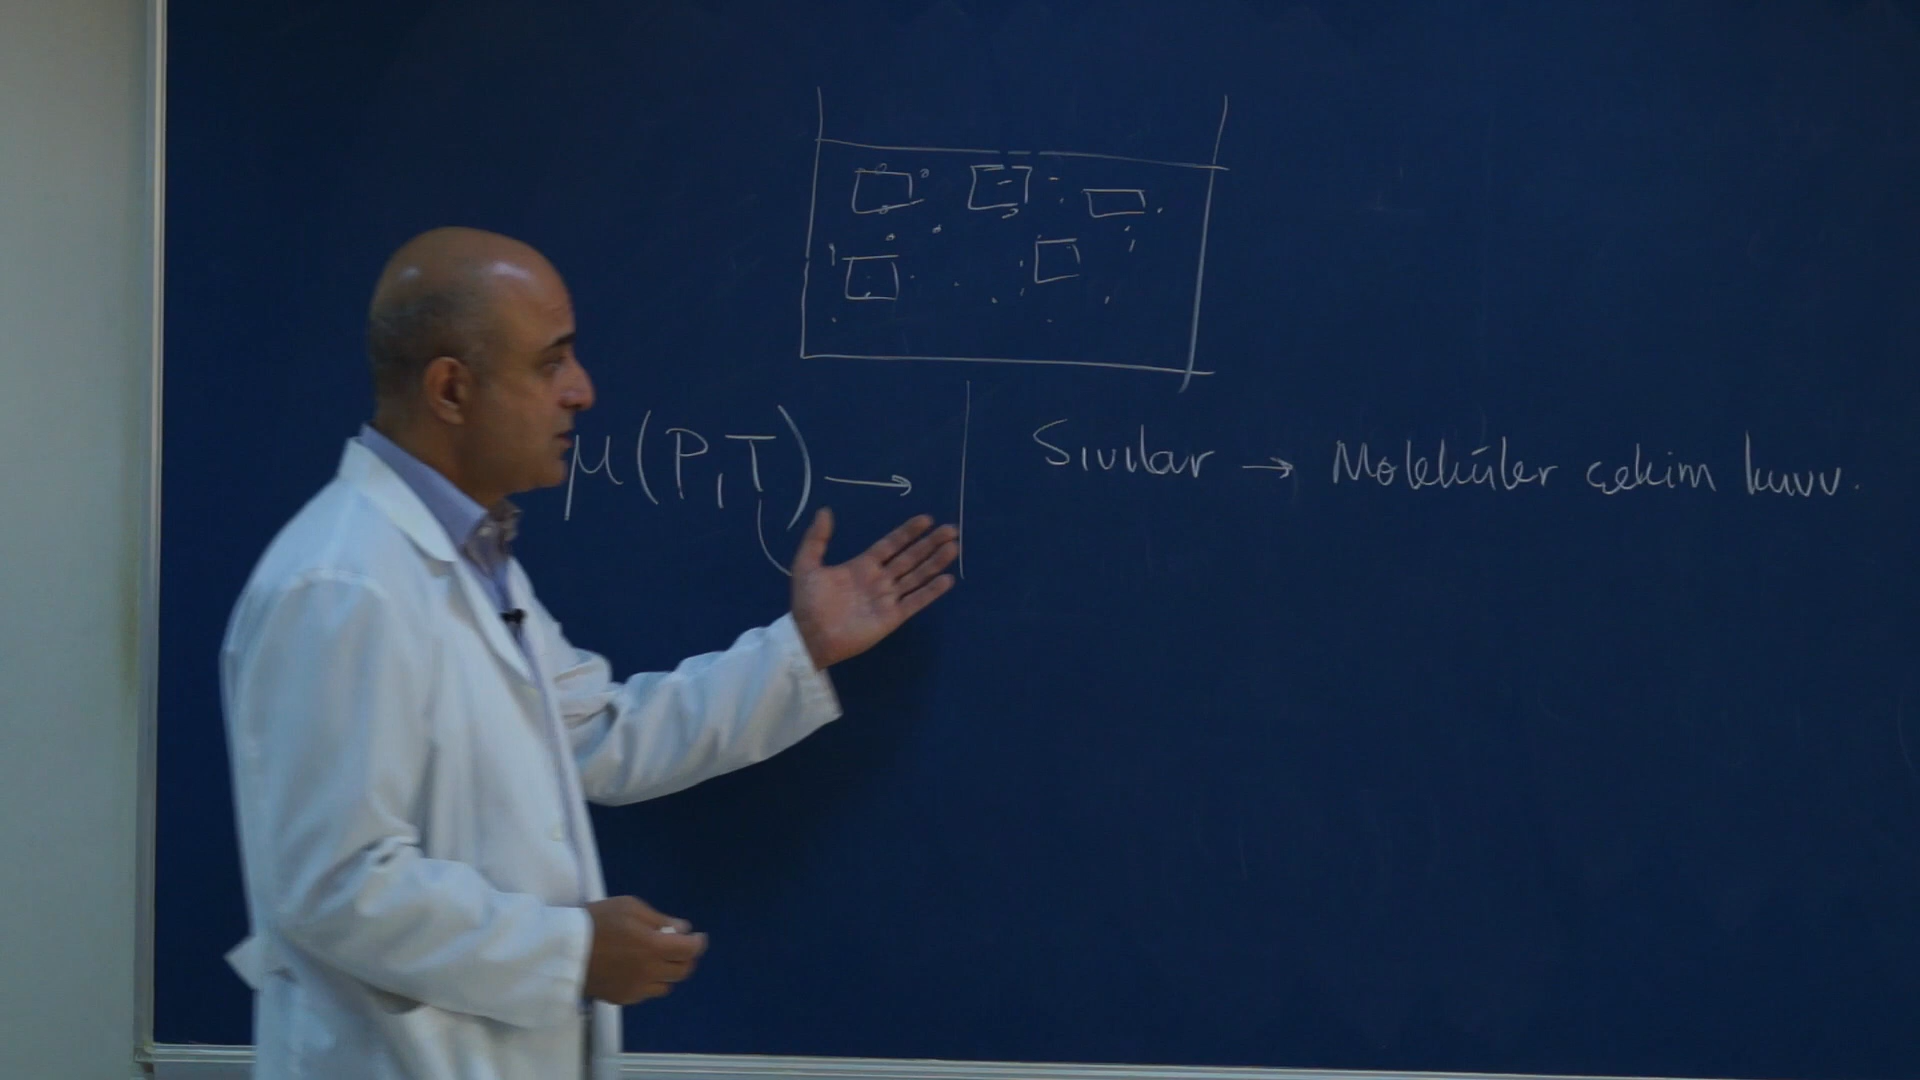 μ(P,T) →
Sıvılar → Moleküler çekim kuvv.